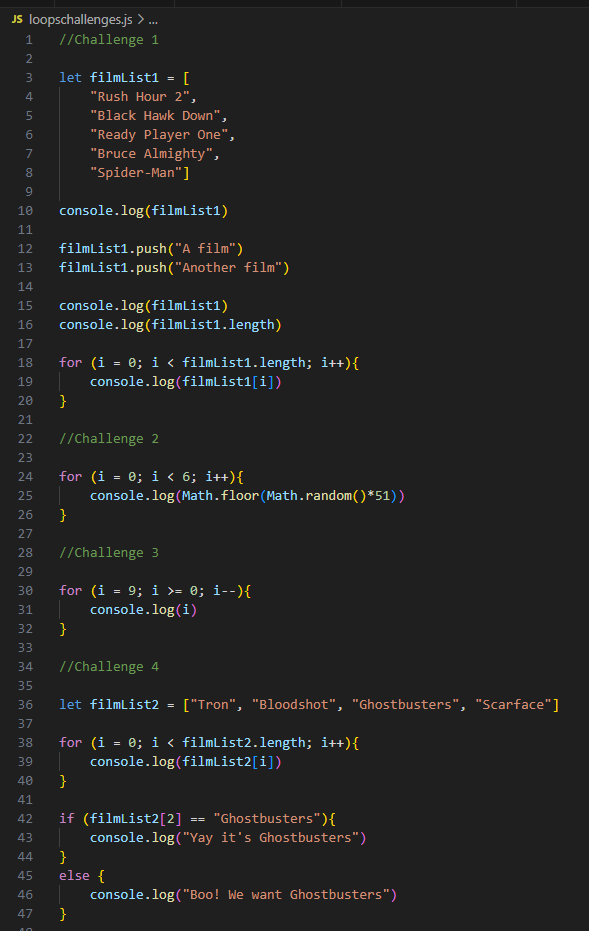 JS loopschallenges.js > ...
1 //Challenge 1
2
3 let filmList1 = [
4     "Rush Hour 2",
5     "Black Hawk Down",
6     "Ready Player One",
7     "Bruce Almighty",
8     "Spider-Man"]
9
10 console.log(filmList1)
11
12 filmList1.push("A film")
13 filmList1.push("Another film")
14
15 console.log(filmList1)
16 console.log(filmList1.length)
17
18 for (i = 0; i < filmList1.length; i++){
19     console.log(filmList1[i])
20 }
21
22 //Challenge 2
23
24 for (i = 0; i < 6; i++){
25     console.log(Math.floor(Math.random()*51))
26 }
27
28 //Challenge 3
29
30 for (i = 9; i >= 0; i--){
31     console.log(i)
32 }
33
34 //Challenge 4
35
36 let filmList2 = ["Tron", "Bloodshot", "Ghostbusters", "Scarface"]
37
38 for (i = 0; i < filmList2.length; i++){
39     console.log(filmList2[i])
40 }
41
42 if (filmList2[2] == "Ghostbusters"){
43     console.log("Yay it's Ghostbusters")
44 }
45 else {
46     console.log("Boo! We want Ghostbusters")
47 }